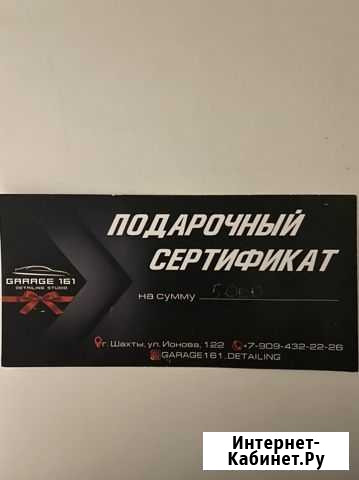 ПОДАРОЧНЫЙ
СЕРТИФИКАТ
GARAGE 161
DETAILING STUDIO
на сумму 5000
г. Шахты, ул. Ионова, 122 +7-909-432-22-26
GARAGE161_DETAILING
Интернет-
Кабинет.Ру